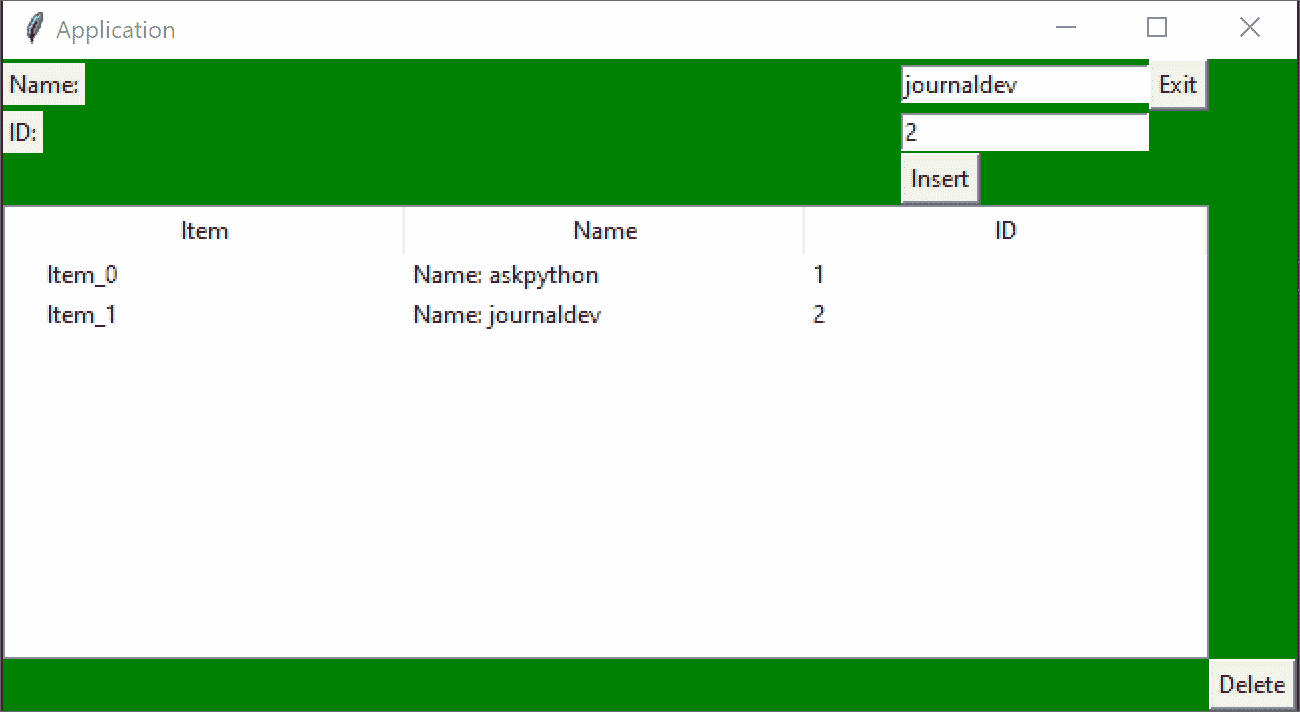 Application
Name: journaldev Exit
ID: 2
Insert
Item Name ID
Item_0 Name: askpython 1
Item_1 Name: journaldev 2
Delete